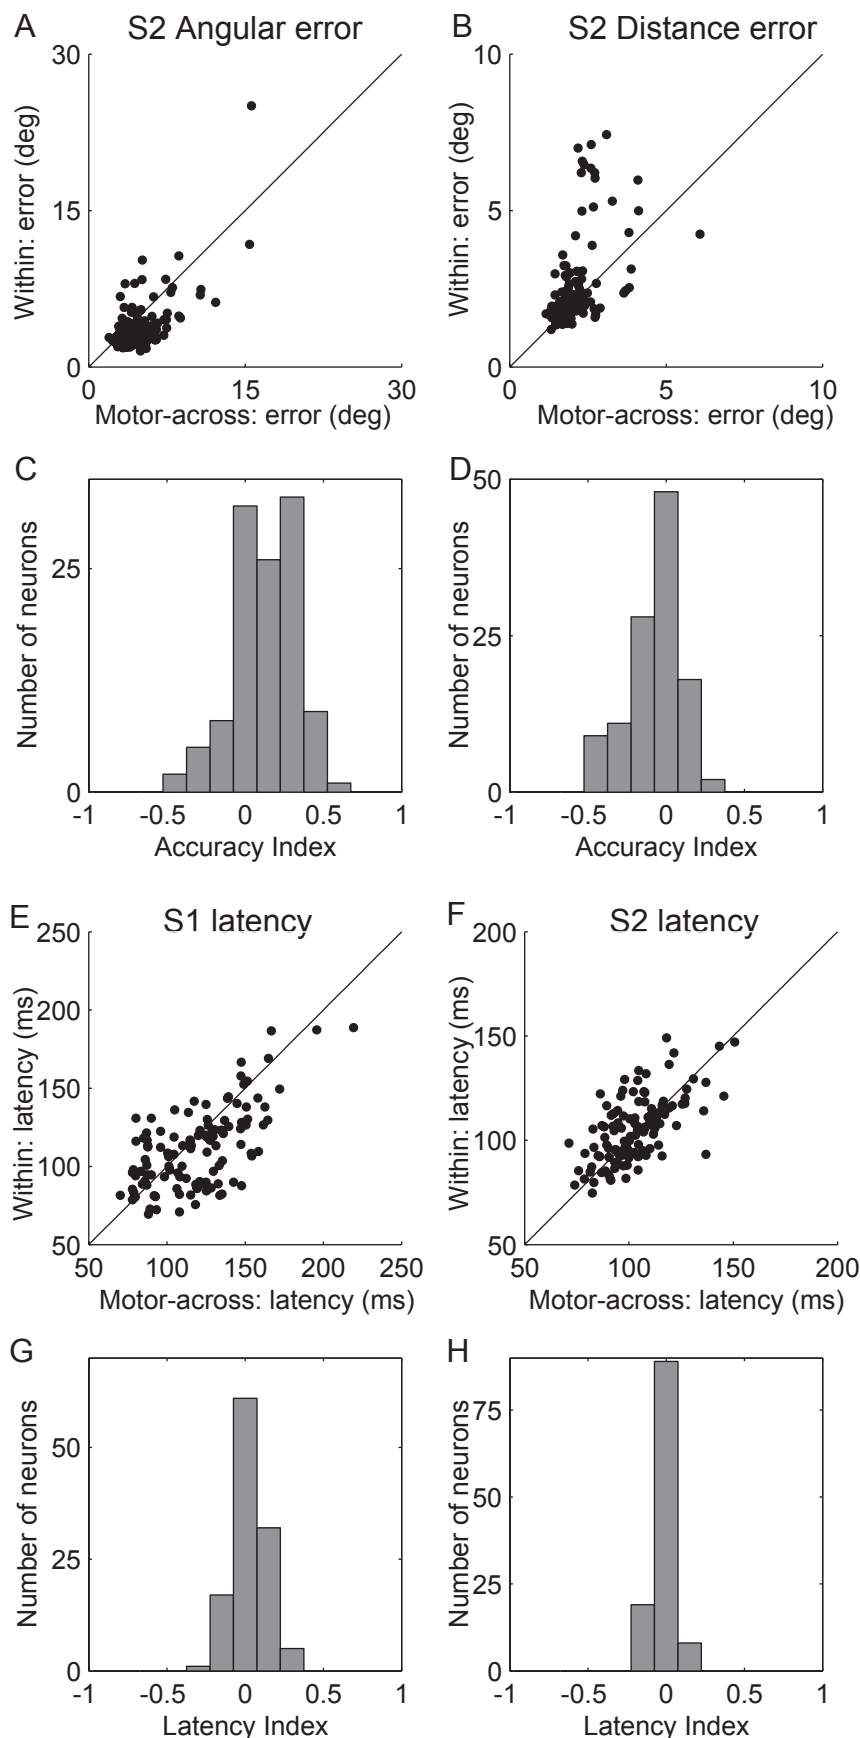 A
S2 Angular error
30
15
0
0
15
30
Within: error (deg)
Motor-across: error (deg)
B
S2 Distance error
10
5
0
0
5
10
Within: error (deg)
Motor-across: error (deg)
C
25
0
-1
-0.5
0
0.5
1
Number of neurons
Accuracy Index
D
50
25
0
-1
-0.5
0
0.5
1
Number of neurons
Accuracy Index
E
S1 latency
250
200
150
100
50
50
100
150
200
250
Within: latency (ms)
Motor-across: latency (ms)
F
S2 latency
200
150
100
50
50
100
150
200
Within: latency (ms)
Motor-across: latency (ms)
G
50
25
0
-1
-0.5
0
0.5
1
Number of neurons
Latency Index
H
75
50
25
0
-1
-0.5
0
0.5
1
Number of neurons
Latency Index